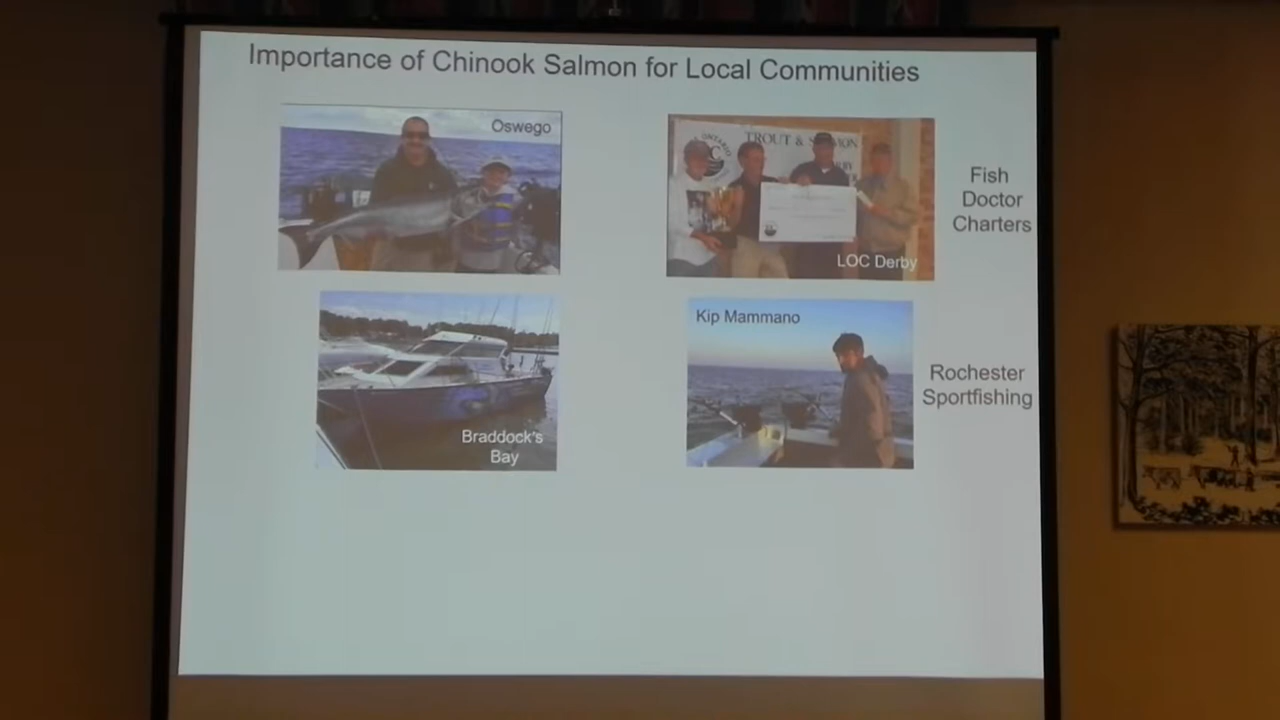 Importance of Chinook Salmon for Local Communities
Oswego
ONTARIO
TROUT & SALMON
LOC Derby
Fish
Doctor
Charters
Braddock's
Bay
Kip Mammano
Rochester
Sportfishing